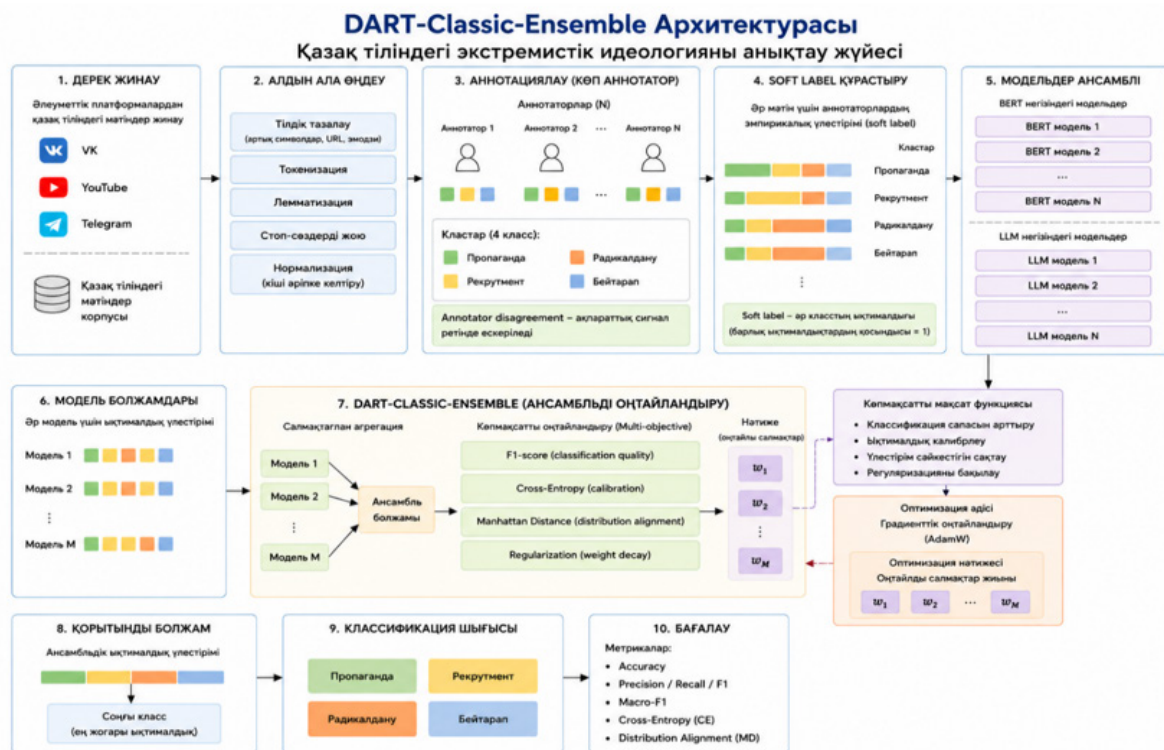 DART-Classic-Ensemble Архитектурасы
Қазақ тіліндегі экстремистік идеологияны анықтау жүйесі
1. ДЕРЕК ЖИНАУ
Әлеуметтік платформалардан
қазақ тіліндегі мәтіндер жинау
VK
YouTube
Telegram
Қазақ тіліндегі
мәтіндер
корпусы
2. АЛДЫН АЛА ӨҢДЕУ
Тілдік тазалау
(артық символдар, URL, эмодзи)
Токенизация
Лемматизация
Стоп-сөздерді жою
Нормализация
(кіші әріпке келтіру)
3. АННОТАЦИЯЛАУ (КӨП АННОТАТОР)
Аннотаторлар (N)
Аннотатор 1 Аннотатор 2 ... Аннотатор N
...
Кластар (4 класс):
Пропаганда Радикалдану
Рекрутмент Бейтарап
Annotator disagreement – ақпараттық сигнал
ретінде ескеріледі
4. SOFT LABEL ҚҰРАСТЫРУ
Әр мәтін үшін аннотаторлардың
эмпирикалық үлестірімі (soft label)
Кластар
Пропаганда
Рекрутмент
Радикалдану
Бейтарап
⋮
Soft label – әр класстың ықтималдығы
(барлық ықтималдықтардың қосындысы = 1)
5. МОДЕЛЬДЕР АНСАМБЛІ
BERT негізіндегі модельдер
BERT модель 1
BERT модель 2
...
BERT модель N
LLM негізіндегі модельдер
LLM модель 1
LLM модель 2
...
LLM модель N
6. МОДЕЛЬ БОЛЖАМДАРЫ
Әр модель үшін ықтималдық үлестірімі
Модель 1
Модель 2
⋮
Модель M
7. DART-CLASSIC-ENSEMBLE (АНСАМБЛЬДІ ОҢТАЙЛАНДЫРУ)
Салмақтаглан агрегация
Модель 1
Модель 2
⋮
Модель M
Ансамбль
болжамы
Көпмақсатты оңтайландыру (Multi-objective)
F1-score (classification quality)
Cross-Entropy (calibration)
Manhattan Distance (distribution alignment)
Regularization (weight decay)
Нәтиже
(оңтайлы салмақтар)
w₁
w₂
⋮
w_M
Көпмақсатты мақсат функциясы
• Классификация сапасын арттыру
• Ықтималдық калибрлеу
• Үлестірім сәйкестігін сақтау
• Регуляризацияны бақылау
Оптимизация әдісі
Градиенттік оңтайландыру
(AdamW)
Оптимизация нәтижесі
Оңтайлды салмақтар жиыны
w₁ w₂ ... w_M
8. ҚОРЫТЫНДЫ БОЛЖАМ
Ансамбльдік ықтималдық үлестірімі
Соңғы класс
(ең жоғары ықтималдық)
9. КЛАССИФИКАЦИЯ ШЫҒЫСЫ
Пропаганда Рекрутмент
Радикалдану Бейтарап
10. БАҒАЛАУ
Метрикалар:
• Accuracy
• Precision / Recall / F1
• Macro-F1
• Cross-Entropy (CE)
• Distribution Alignment (MD)